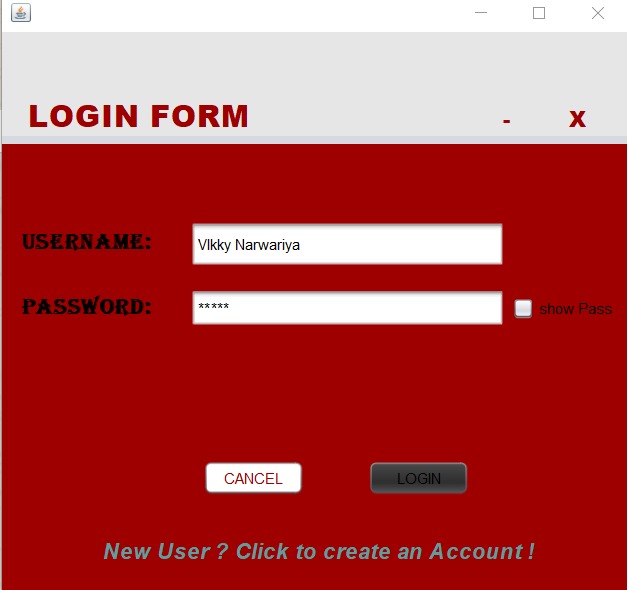 LOGIN FORM - X
USERNAME: VIkky Narwariya
PASSWORD: ***** show Pass
CANCEL LOGIN
New User ? Click to create an Account !